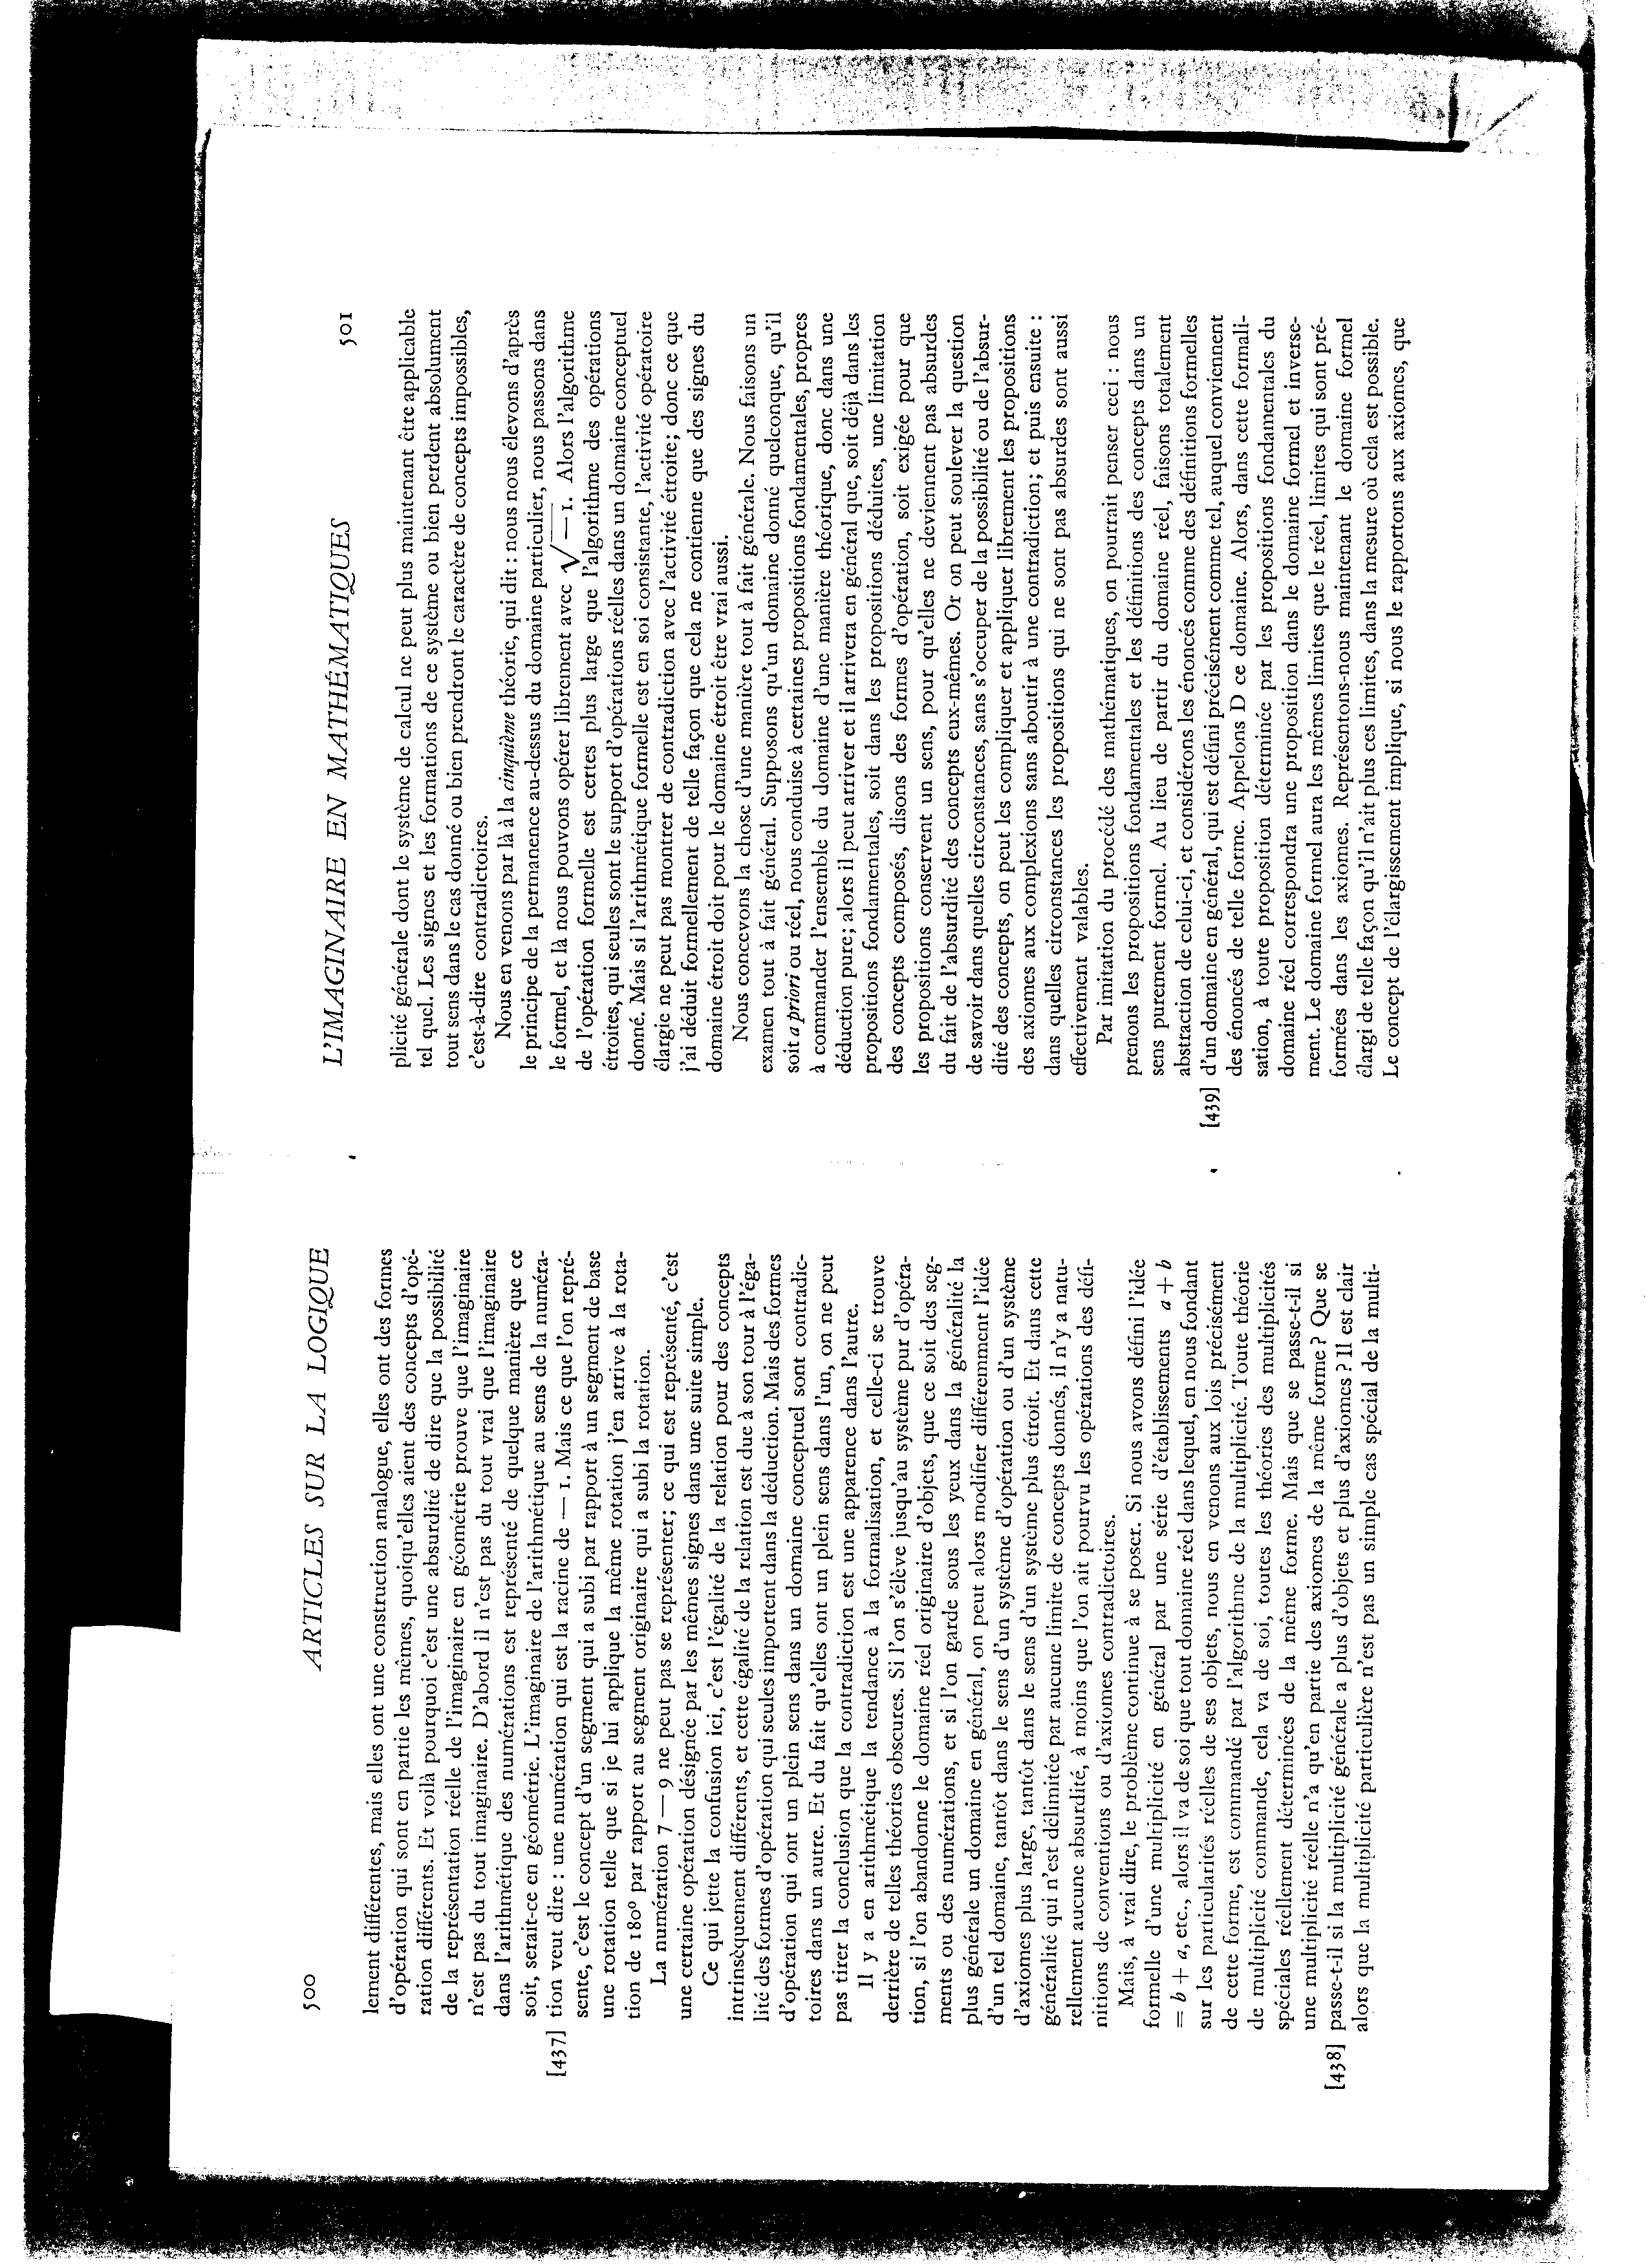 500 ARTICLES SUR LA LOGIQUE
lement différentes, mais elles ont une construction analogue, elles ont des formes
d'opération qui sont en partie les mêmes, quoiqu'elles aient des concepts d'opé-
ration différents. Et voilà pourquoi c'est une absurdité de dire que la possibilité
de la représentation réelle de l'imaginaire en géométrie prouve que l'imaginaire
n'est pas du tout imaginaire. D'abord il n'est pas du tout vrai que l'imaginaire
dans l'arithmétique des numérations est représenté de quelque manière que ce
soit, serait-ce en géométrie. L'imaginaire de l'arithmétique au sens de la numéra-
[437] tion veut dire : une numération qui est la racine de — 1. Mais ce que l'on repré-
sente, c'est le concept d'un segment qui a subi par rapport à un segment de base
une rotation telle que si je lui applique la même rotation j'en arrive à la rota-
tion de 180° par rapport au segment originaire qui a subi la rotation.
La numération 7 — 9 ne peut pas se représenter; ce qui est représenté, c'est
une certaine opération désignée par les mêmes signes dans une suite simple.
Ce qui jette la confusion ici, c'est l'égalité de la relation pour des concepts
intrinsèquement différents, et cette égalité de la relation est due à son tour à l'éga-
lité des formes d'opération qui seules importent dans la déduction. Mais des formes
d'opération qui ont un plein sens dans un domaine conceptuel sont contradic-
toires dans un autre. Et du fait qu'elles ont un plein sens dans l'un, on ne peut
pas tirer la conclusion que la contradiction est une apparence dans l'autre.
Il y a en arithmétique la tendance à la formalisation, et celle-ci se trouve
derrière de telles théories obscures. Si l'on s'élève jusqu'au système pur d'opéra-
tion, si l'on abandonne le domaine réel originaire d'objets, que ce soit des seg-
ments ou des numérations, et si l'on garde sous les yeux dans la généralité la
plus générale un domaine en général, on peut alors modifier différemment l'idée
d'un tel domaine, tantôt dans le sens d'un système d'opération ou d'un système
d'axiomes plus large, tantôt dans le sens d'un système plus étroit. Et dans cette
généralité qui n'est délimitée par aucune limite de concepts donnés, il n'y a natu-
rellement aucune absurdité, à moins que l'on ait pourvu les opérations des défi-
nitions de conventions ou d'axiomes contradictoires.
Mais, à vrai dire, le problème continue à se poser. Si nous avons défini l'idée
formelle d'une multiplicité en général par une série d'établissements a + b
= b + a, etc., alors il va de soi que tout domaine réel dans lequel, en nous fondant
sur les particularités réelles de ses objets, nous en venons aux lois précisément
de cette forme, est commandé par l'algorithme de la multiplicité. Toute théorie
de multiplicité commande, cela va de soi, toutes les théories des multiplicités
spéciales réellement déterminées de la même forme. Mais que se passe-t-il si
une multiplicité réelle n'a qu'en partie des axiomes de la même forme ? Que se
[438] passe-t-il si la multiplicité générale a plus d'objets et plus d'axiomes ? Il est clair
alors que la multiplicité particulière n'est pas un simple cas spécial de la multi-
L'IMAGINAIRE EN MATHÉMATIQUES 501
plicité générale dont le système de calcul ne peut plus maintenant être applicable
tel quel. Les signes et les formations de ce système ou bien perdent absolument
tout sens dans le cas donné ou bien prendront le caractère de concepts impossibles,
c'est-à-dire contradictoires.
Nous en venons par là à la cinquième théorie, qui dit : nous nous élevons d'après
le principe de la permanence au-dessus du domaine particulier, nous passons dans
le formel, et là nous pouvons opérer librement avec √—1. Alors l'algorithme
de l'opération formelle est certes plus large que l'algorithme des opérations
étroites, qui seules sont le support d'opérations réelles dans un domaine conceptuel
donné. Mais si l'arithmétique formelle est en soi consistante, l'activité opératoire
élargie ne peut pas montrer de contradiction avec l'activité étroite; donc ce que
j'ai déduit formellement de telle façon que cela ne contienne que des signes du
domaine étroit doit pour le domaine étroit être vrai aussi.
Nous concevons la chose d'une manière tout à fait générale. Nous faisons un
examen tout à fait général. Supposons qu'un domaine donné quelconque, qu'il
soit a priori ou réel, nous conduise à certaines propositions fondamentales, propres
à commander l'ensemble du domaine d'une manière théorique, donc dans une
déduction pure; alors il peut arriver et il arrivera en général que, soit déjà dans les
propositions fondamentales, soit dans les propositions déduites, une limitation
des concepts composés, disons des formes d'opération, soit exigée pour que
les propositions conservent un sens, pour qu'elles ne deviennent pas absurdes
du fait de l'absurdité des concepts eux-mêmes. Or on peut soulever la question
de savoir dans quelles circonstances, sans s'occuper de la possibilité ou de l'absur-
dité des concepts, on peut les compliquer et appliquer librement les propositions
des axiomes aux complexions sans aboutir à une contradiction; et puis ensuite :
dans quelles circonstances les propositions qui ne sont pas absurdes sont aussi
effectivement valables.
Par imitation du procédé des mathématiques, on pourrait penser ceci : nous
prenons les propositions fondamentales et les définitions des concepts dans un
sens purement formel. Au lieu de partir du domaine réel, faisons totalement
abstraction de celui-ci, et considérons les énoncés comme des définitions formelles
[439] d'un domaine en général, qui est défini précisément comme tel, auquel conviennent
des énoncés de telle forme. Appelons D ce domaine. Alors, dans cette formali-
sation, à toute proposition déterminée par les propositions fondamentales du
domaine réel correspondra une proposition dans le domaine formel et inverse-
ment. Le domaine formel aura les mêmes limites que le réel, limites qui sont pré-
formées dans les axiomes. Représentons-nous maintenant le domaine formel
élargi de telle façon qu'il n'ait plus ces limites, dans la mesure où cela est possible.
Le concept de l'élargissement implique, si nous le rapportons aux axiomes, que